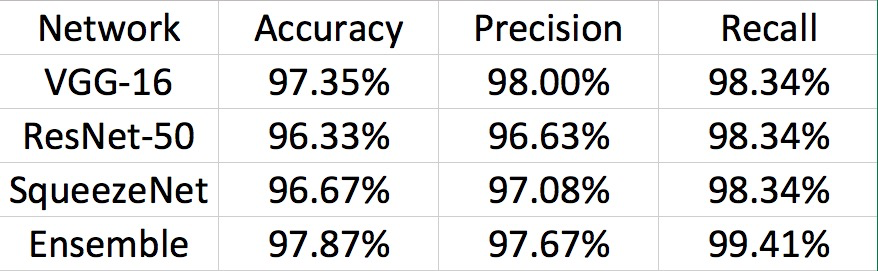 Network Accuracy Precision Recall
VGG-16 97.35% 98.00% 98.34%
ResNet-50 96.33% 96.63% 98.34%
SqueezeNet 96.67% 97.08% 98.34%
Ensemble 97.87% 97.67% 99.41%